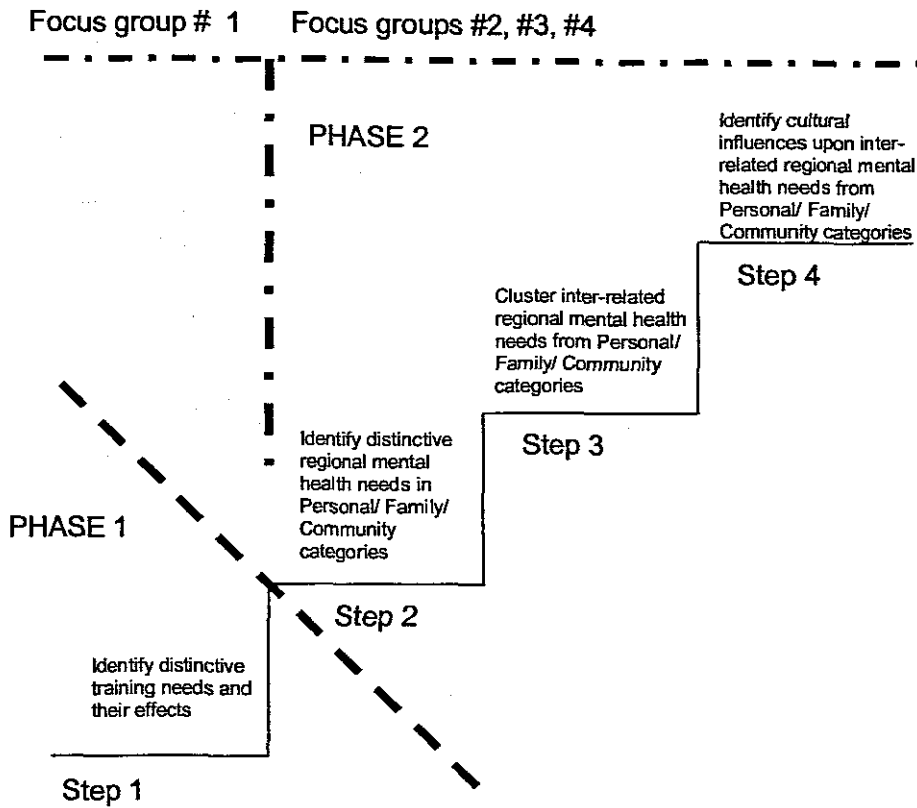 Focus group # 1
Focus groups #2, #3, #4
PHASE 2
Identify cultural
influences upon inter-
related regional mental
health needs from
Personal/ Family/
Community categories
Step 4
Cluster inter-related
regional mental health
needs from Personal/
Family/ Community
categories
Step 3
Identify distinctive
regional mental
health needs in
Personal/ Family/
Community
categories
PHASE 1
Step 2
Identify distinctive
training needs and
their effects
Step 1